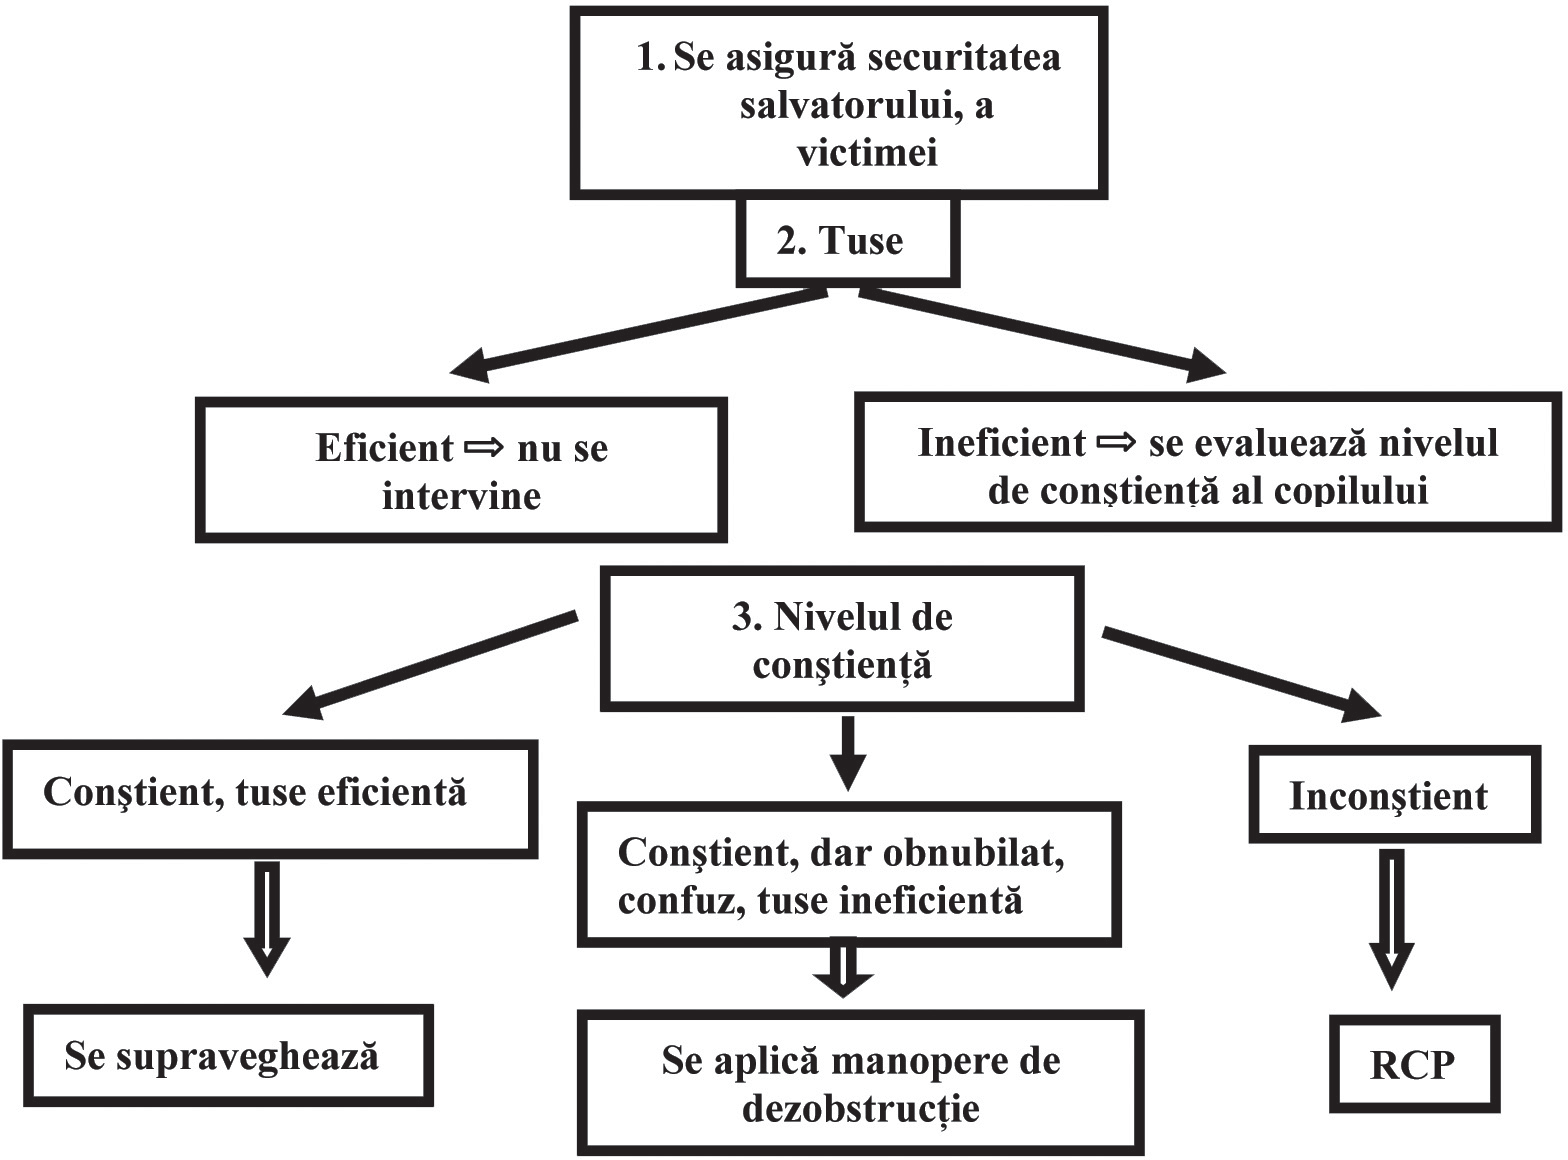 1. Se asigură securitatea
salvatorului, a
victimei
2. Tuse
Eficient ⇨ nu se
intervine
Ineficient ⇨ se evaluează nivelul
de conştiență al copilului
3. Nivelul de
conştiență
Conştient, tuse eficientă
Conştient, dar obnubilat,
confuz, tuse ineficientă
Inconştient
Se supraveghează
Se aplică manopere de
dezobstrucție
RCP